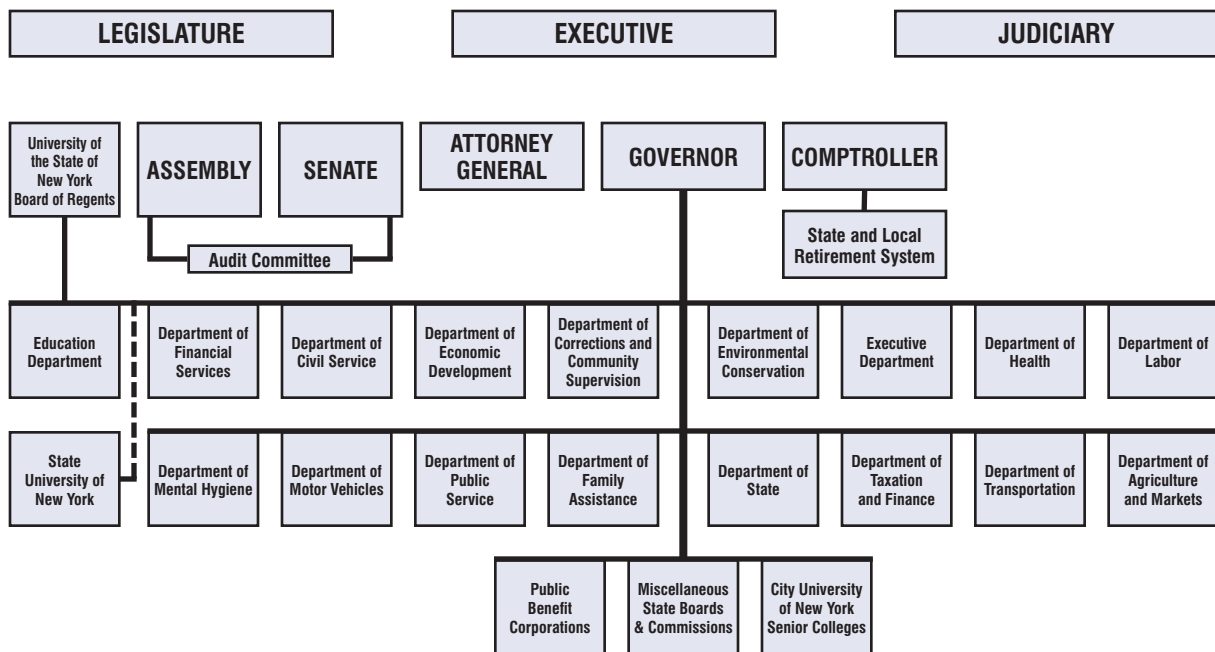 LEGISLATURE
EXECUTIVE
JUDICIARY
University of
the State of
New York
Board of Regents
ASSEMBLY
SENATE
ATTORNEY
GENERAL
GOVERNOR
COMPTROLLER
Audit Committee
State and Local
Retirement System
Education
Department
Department of
Financial
Services
Department of
Civil Service
Department of
Economic
Development
Department of
Corrections and
Community
Supervision
Department of
Environmental
Conservation
Executive
Department
Department of
Health
Department of
Labor
State
University of
New York
Department of
Mental Hygiene
Department of
Motor Vehicles
Department of
Public
Service
Department of
Family
Assistance
Department of
State
Department of
Taxation
and Finance
Department of
Transportation
Department of
Agriculture
and Markets
Public
Benefit
Corporations
Miscellaneous
State Boards
& Commissions
City University
of New York
Senior Colleges